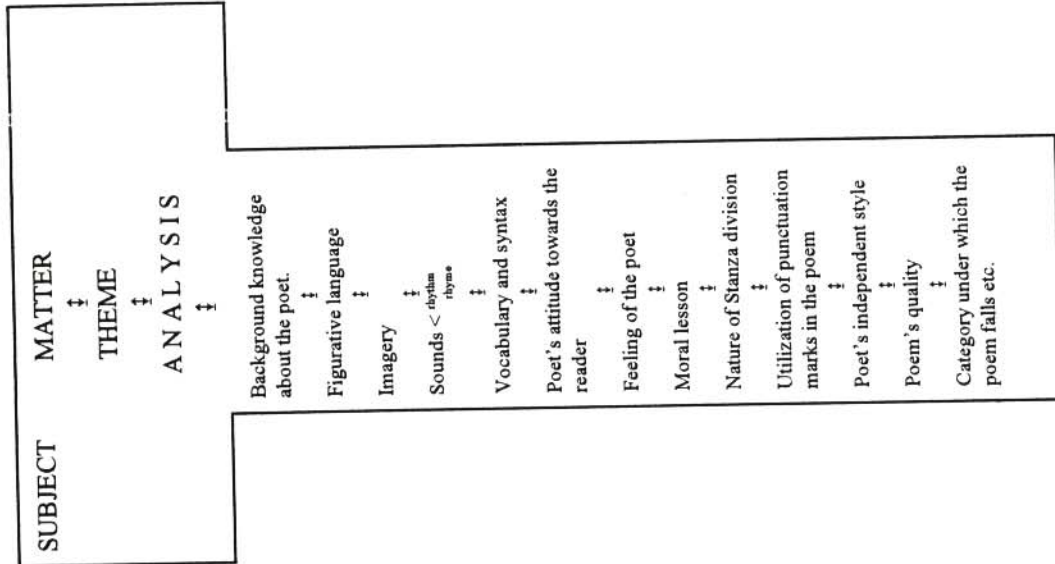 SUBJECT MATTER
↕
THEME
↕
ANALYSIS
↕
Background knowledge
about the poet.
↕
Figurative language
↕
Imagery
↕
Sounds < rhythm
rhyme
↕
Vocabulary and syntax
↕
Poet's attitude towards the
reader
↕
Feeling of the poet
↕
Moral lesson
↕
Nature of Stanza division
↕
Utilization of punctuation
marks in the poem
↕
Poet's independent style
↕
Poem's quality
↕
Category under which the
poem falls etc.